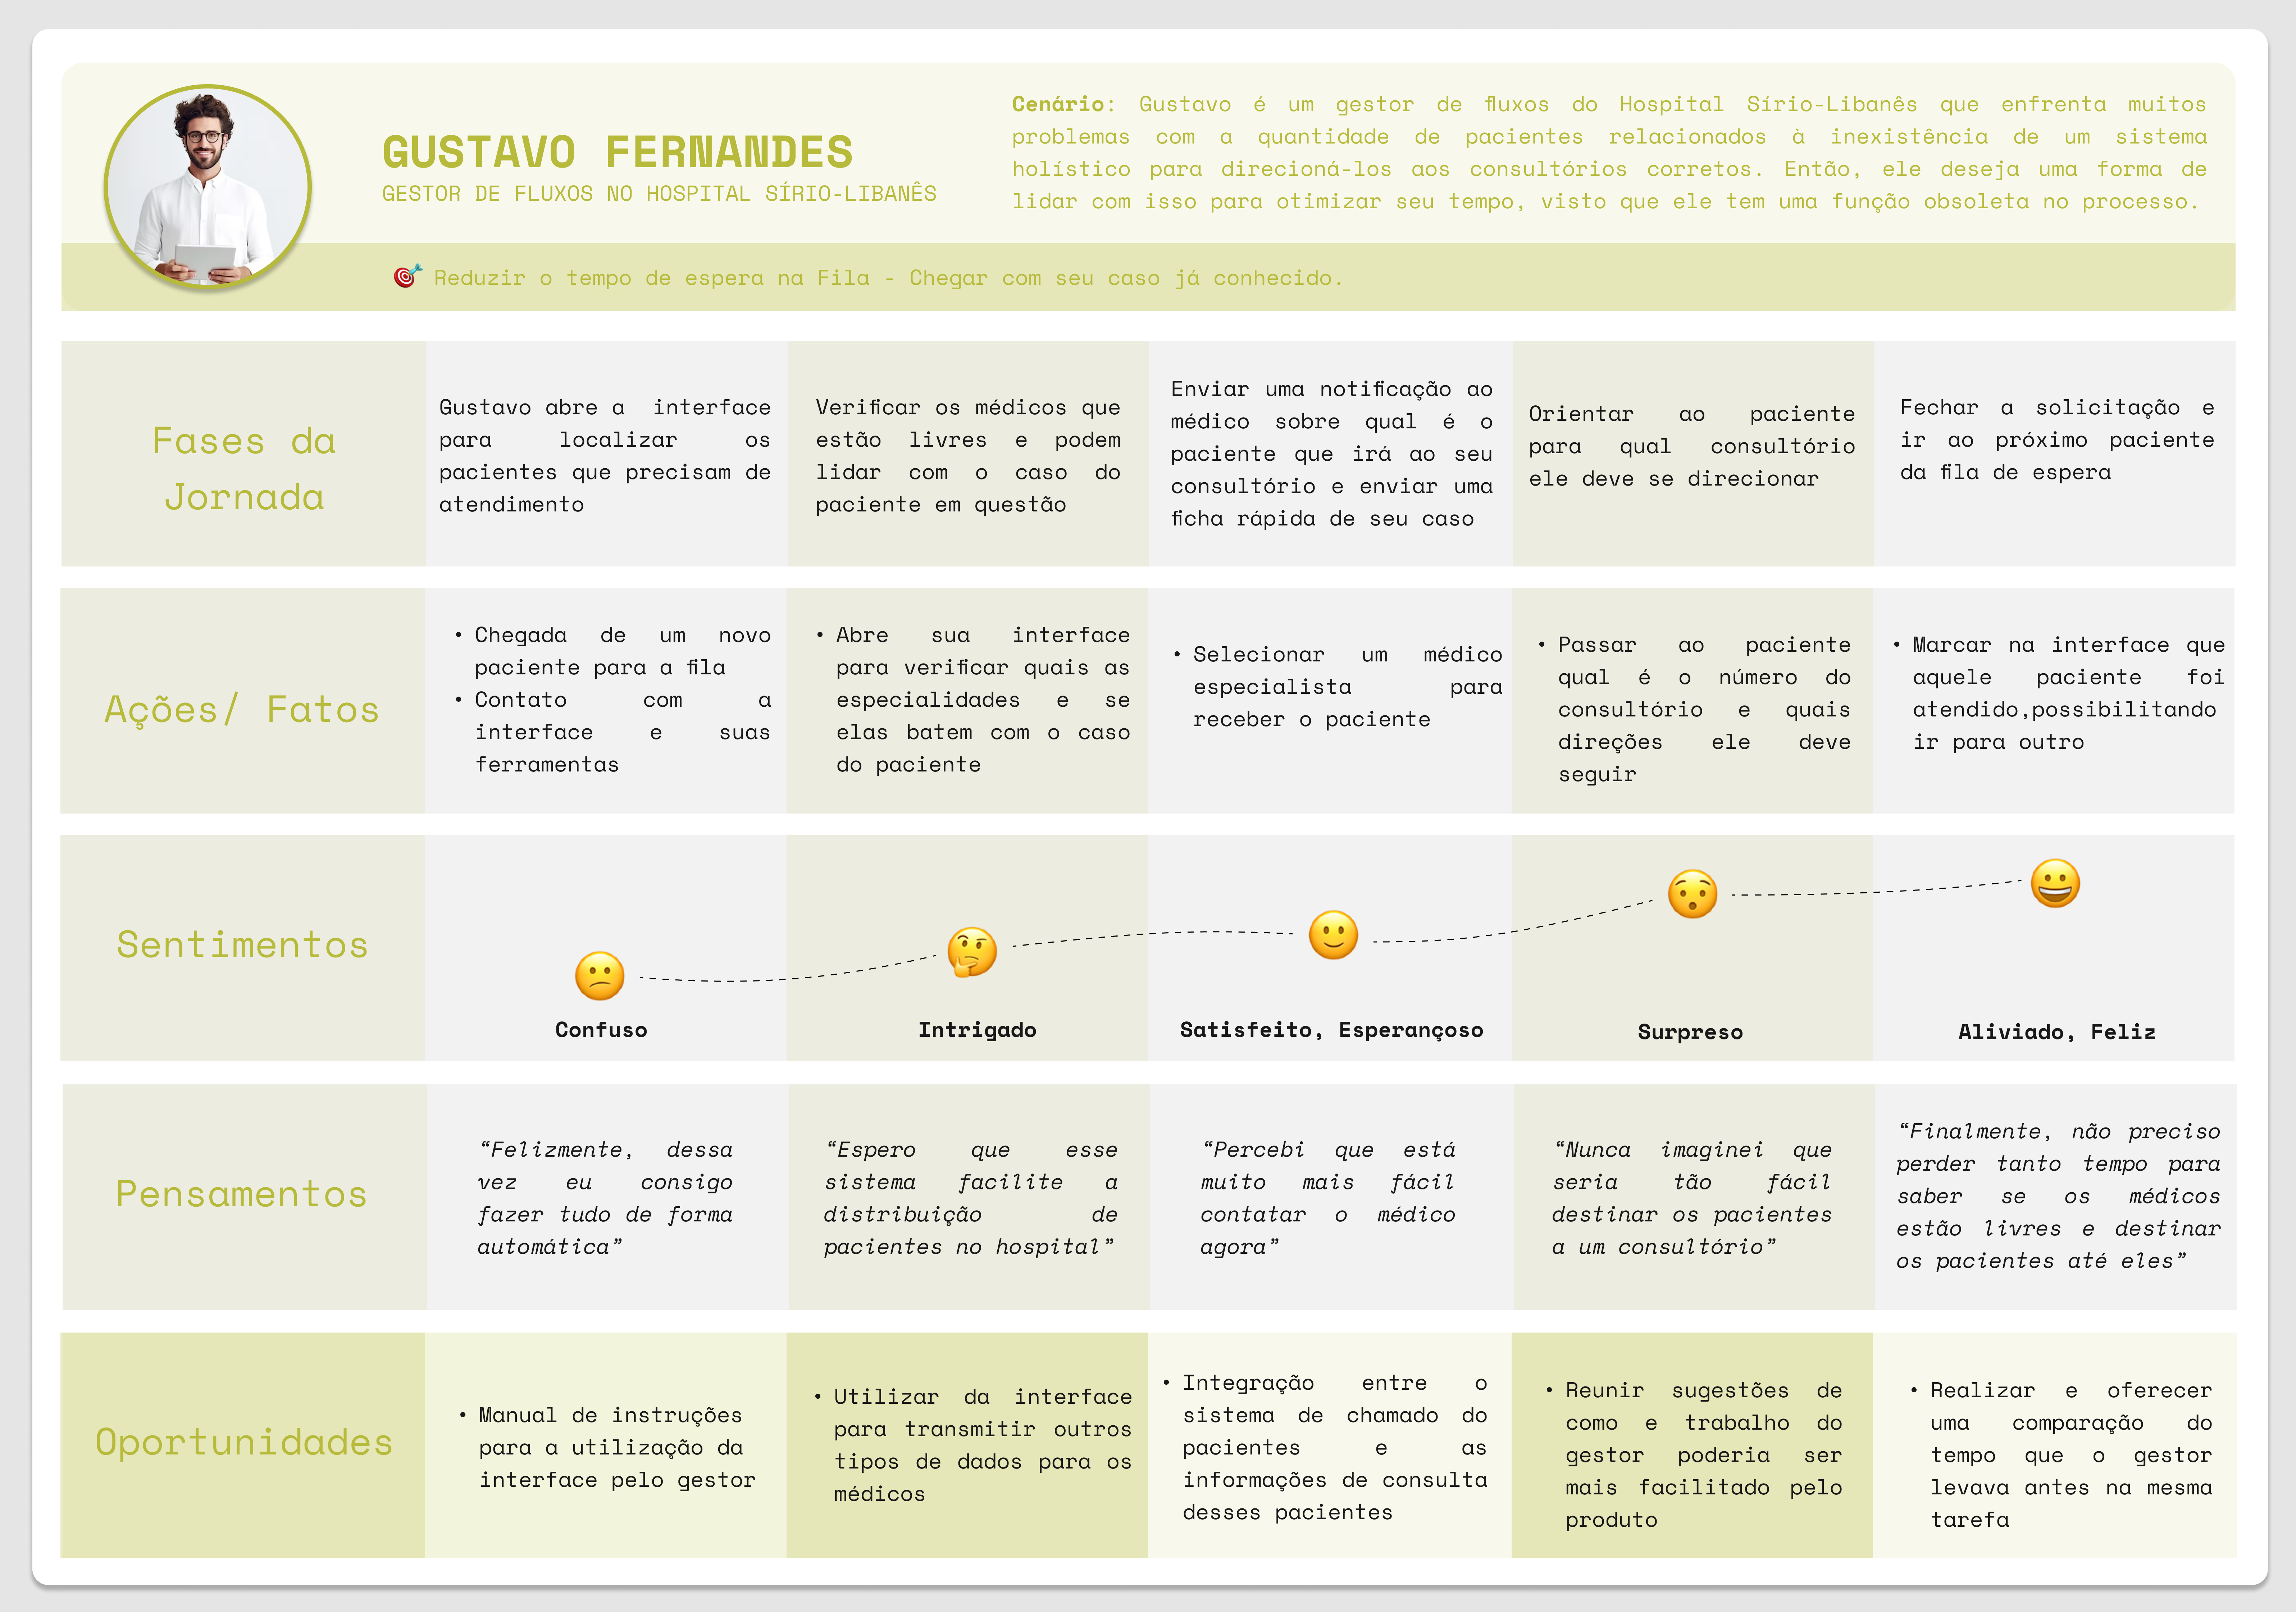 GUSTAVO FERNANDES
GESTOR DE FLUXOS NO HOSPITAL SÍRIO-LIBANÊS
Cenário: Gustavo é um gestor de fluxos do Hospital Sírio-Libanês que enfrenta muitos
problemas com a quantidade de pacientes relacionados à inexistência de um sistema
holístico para direcioná-los aos consultórios corretos. Então, ele deseja uma forma de
lidar com isso para otimizar seu tempo, visto que ele tem uma função obsoleta no processo.
Reduzir o tempo de espera na Fila - Chegar com seu caso já conhecido.
Fases da
Jornada
Gustavo abre a interface
para localizar os
pacientes que precisam de
atendimento
Verificar os médicos que
estão livres e podem
lidar com o caso do
paciente em questão
Enviar uma notificação ao
médico sobre qual é o
paciente que irá ao seu
consultório e enviar uma
ficha rápida de seu caso
Orientar ao paciente
para qual consultório
ele deve se direcionar
Fechar a solicitação e
ir ao próximo paciente
da fila de espera
Ações/ Fatos
• Chegada de um novo
paciente para a fila
• Contato com a
interface e suas
ferramentas
• Abre sua interface
para verificar quais as
especialidades e se
elas batem com o caso
do paciente
• Selecionar um médico
especialista para
receber o paciente
• Passar ao paciente
qual é o número do
consultório e quais
direções ele deve
seguir
• Marcar na interface que
aquele paciente foi
atendido,possibilitando
ir para outro
Sentimentos
Confuso
Intrigado
Satisfeito, Esperançoso
Surpreso
Aliviado, Feliz
Pensamentos
“Felizmente, dessa
vez eu consigo
fazer tudo de forma
automática”
“Espero que esse
sistema facilite a
distribuição de
pacientes no hospital”
“Percebi que está
muito mais fácil
contatar o médico
agora”
“Nunca imaginei que
seria tão fácil
destinar os pacientes
a um consultório”
“Finalmente, não preciso
perder tanto tempo para
saber se os médicos
estão livres e destinar
os pacientes até eles”
Oportunidades
• Manual de instruções
para a utilização da
interface pelo gestor
• Utilizar da interface
para transmitir outros
tipos de dados para os
médicos
• Integração entre o
sistema de chamado do
pacientes e as
informações de consulta
desses pacientes
• Reunir sugestões de
como e trabalho do
gestor poderia ser
mais facilitado pelo
produto
• Realizar e oferecer
uma comparação do
tempo que o gestor
levava antes na mesma
tarefa